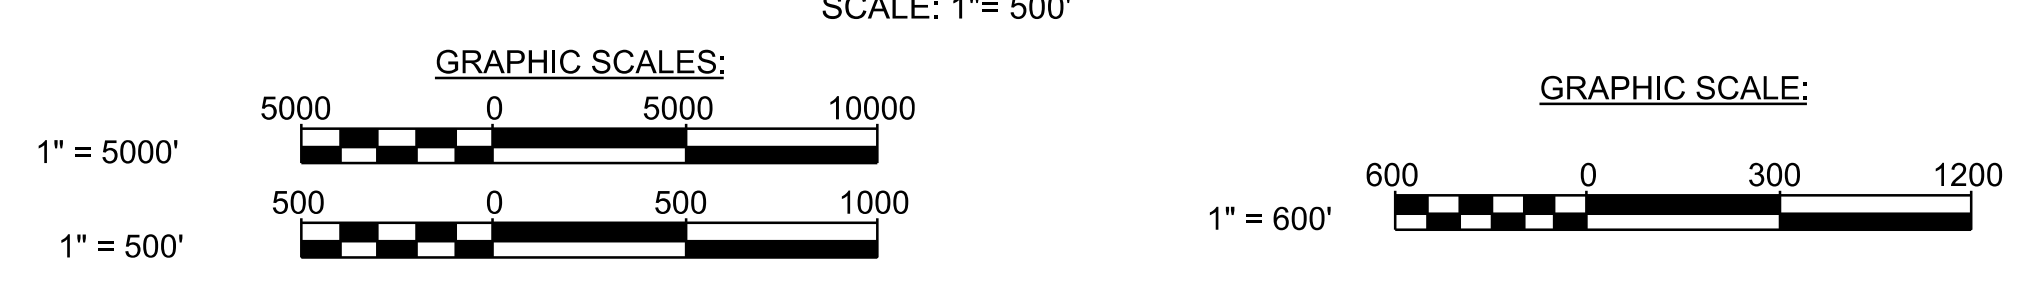 SCALE: 1"= 500'
GRAPHIC SCALES:
5000 0 5000 10000
1" = 5000'
500 0 500 1000
1" = 500'
GRAPHIC SCALE:
600 0 300 1200
1" = 600'